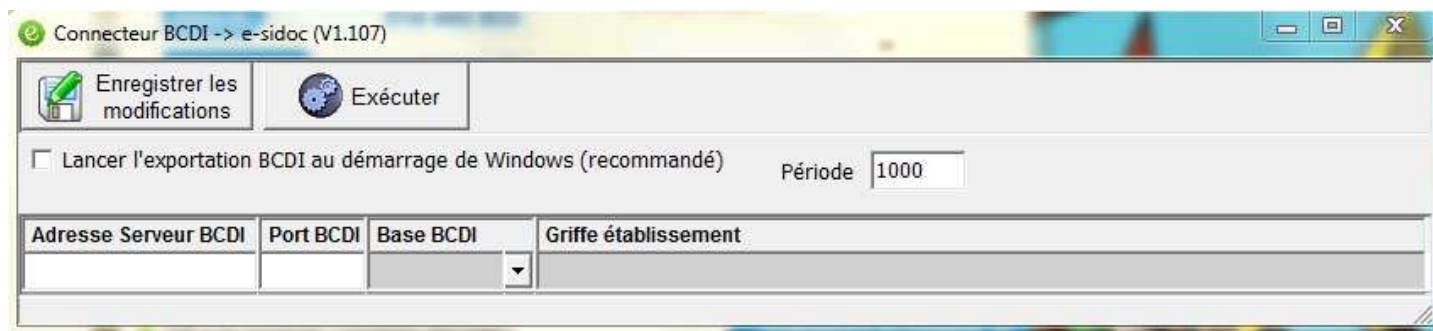 Connecteur BCDI -> e-sidoc (V1.107)
Enregistrer les
modifications
Exécuter
Lancer l'exportation BCDI au démarrage de Windows (recommandé)
Période 1000
Adresse Serveur BCDI Port BCDI Base BCDI Griffe établissement